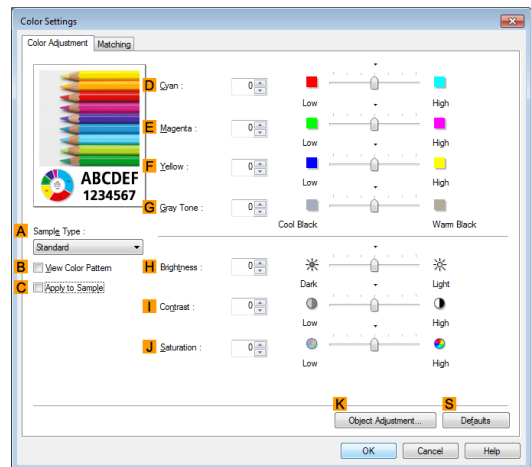 Color Settings
Color Adjustment Matching
D Cyan : 0
Low High
E Magenta : 0
Low High
F Yellow : 0
Low High
ABCDEF
1234567
G Gray Tone : 0
Cool Black Warm Black
A Sample Type :
Standard
B View Color Pattern
C Apply to Sample
H Brightness : 0
Dark Light
I Contrast : 0
Low High
J Saturation : 0
Low High
K S
Object Adjustment... Defaults
OK Cancel Help